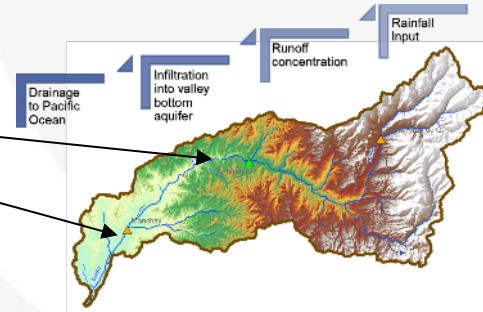 Rainfall
Input
Runoff
concentration
Infiltration
into valley
bottom
aquifer
Drainage
to Pacific
Ocean